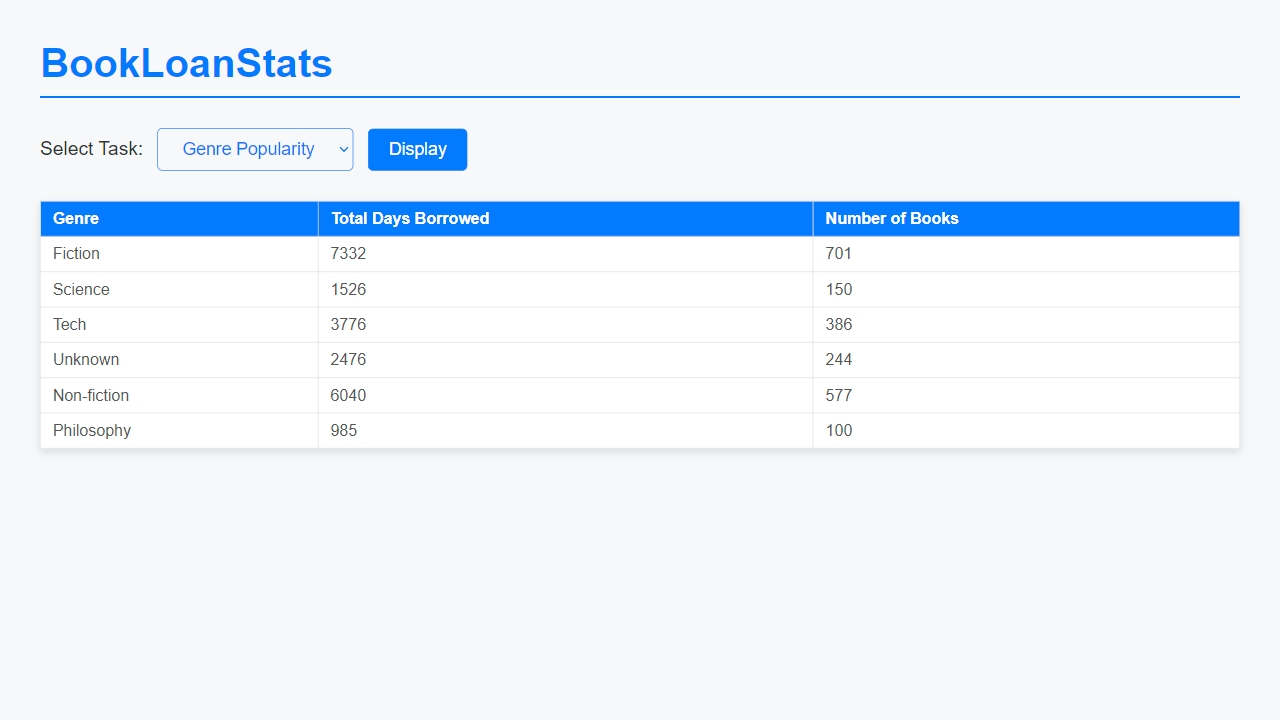 BookLoanStats
Select Task: Genre Popularity Display
Genre Total Days Borrowed Number of Books
Fiction 7332 701
Science 1526 150
Tech 3776 386
Unknown 2476 244
Non-fiction 6040 577
Philosophy 985 100